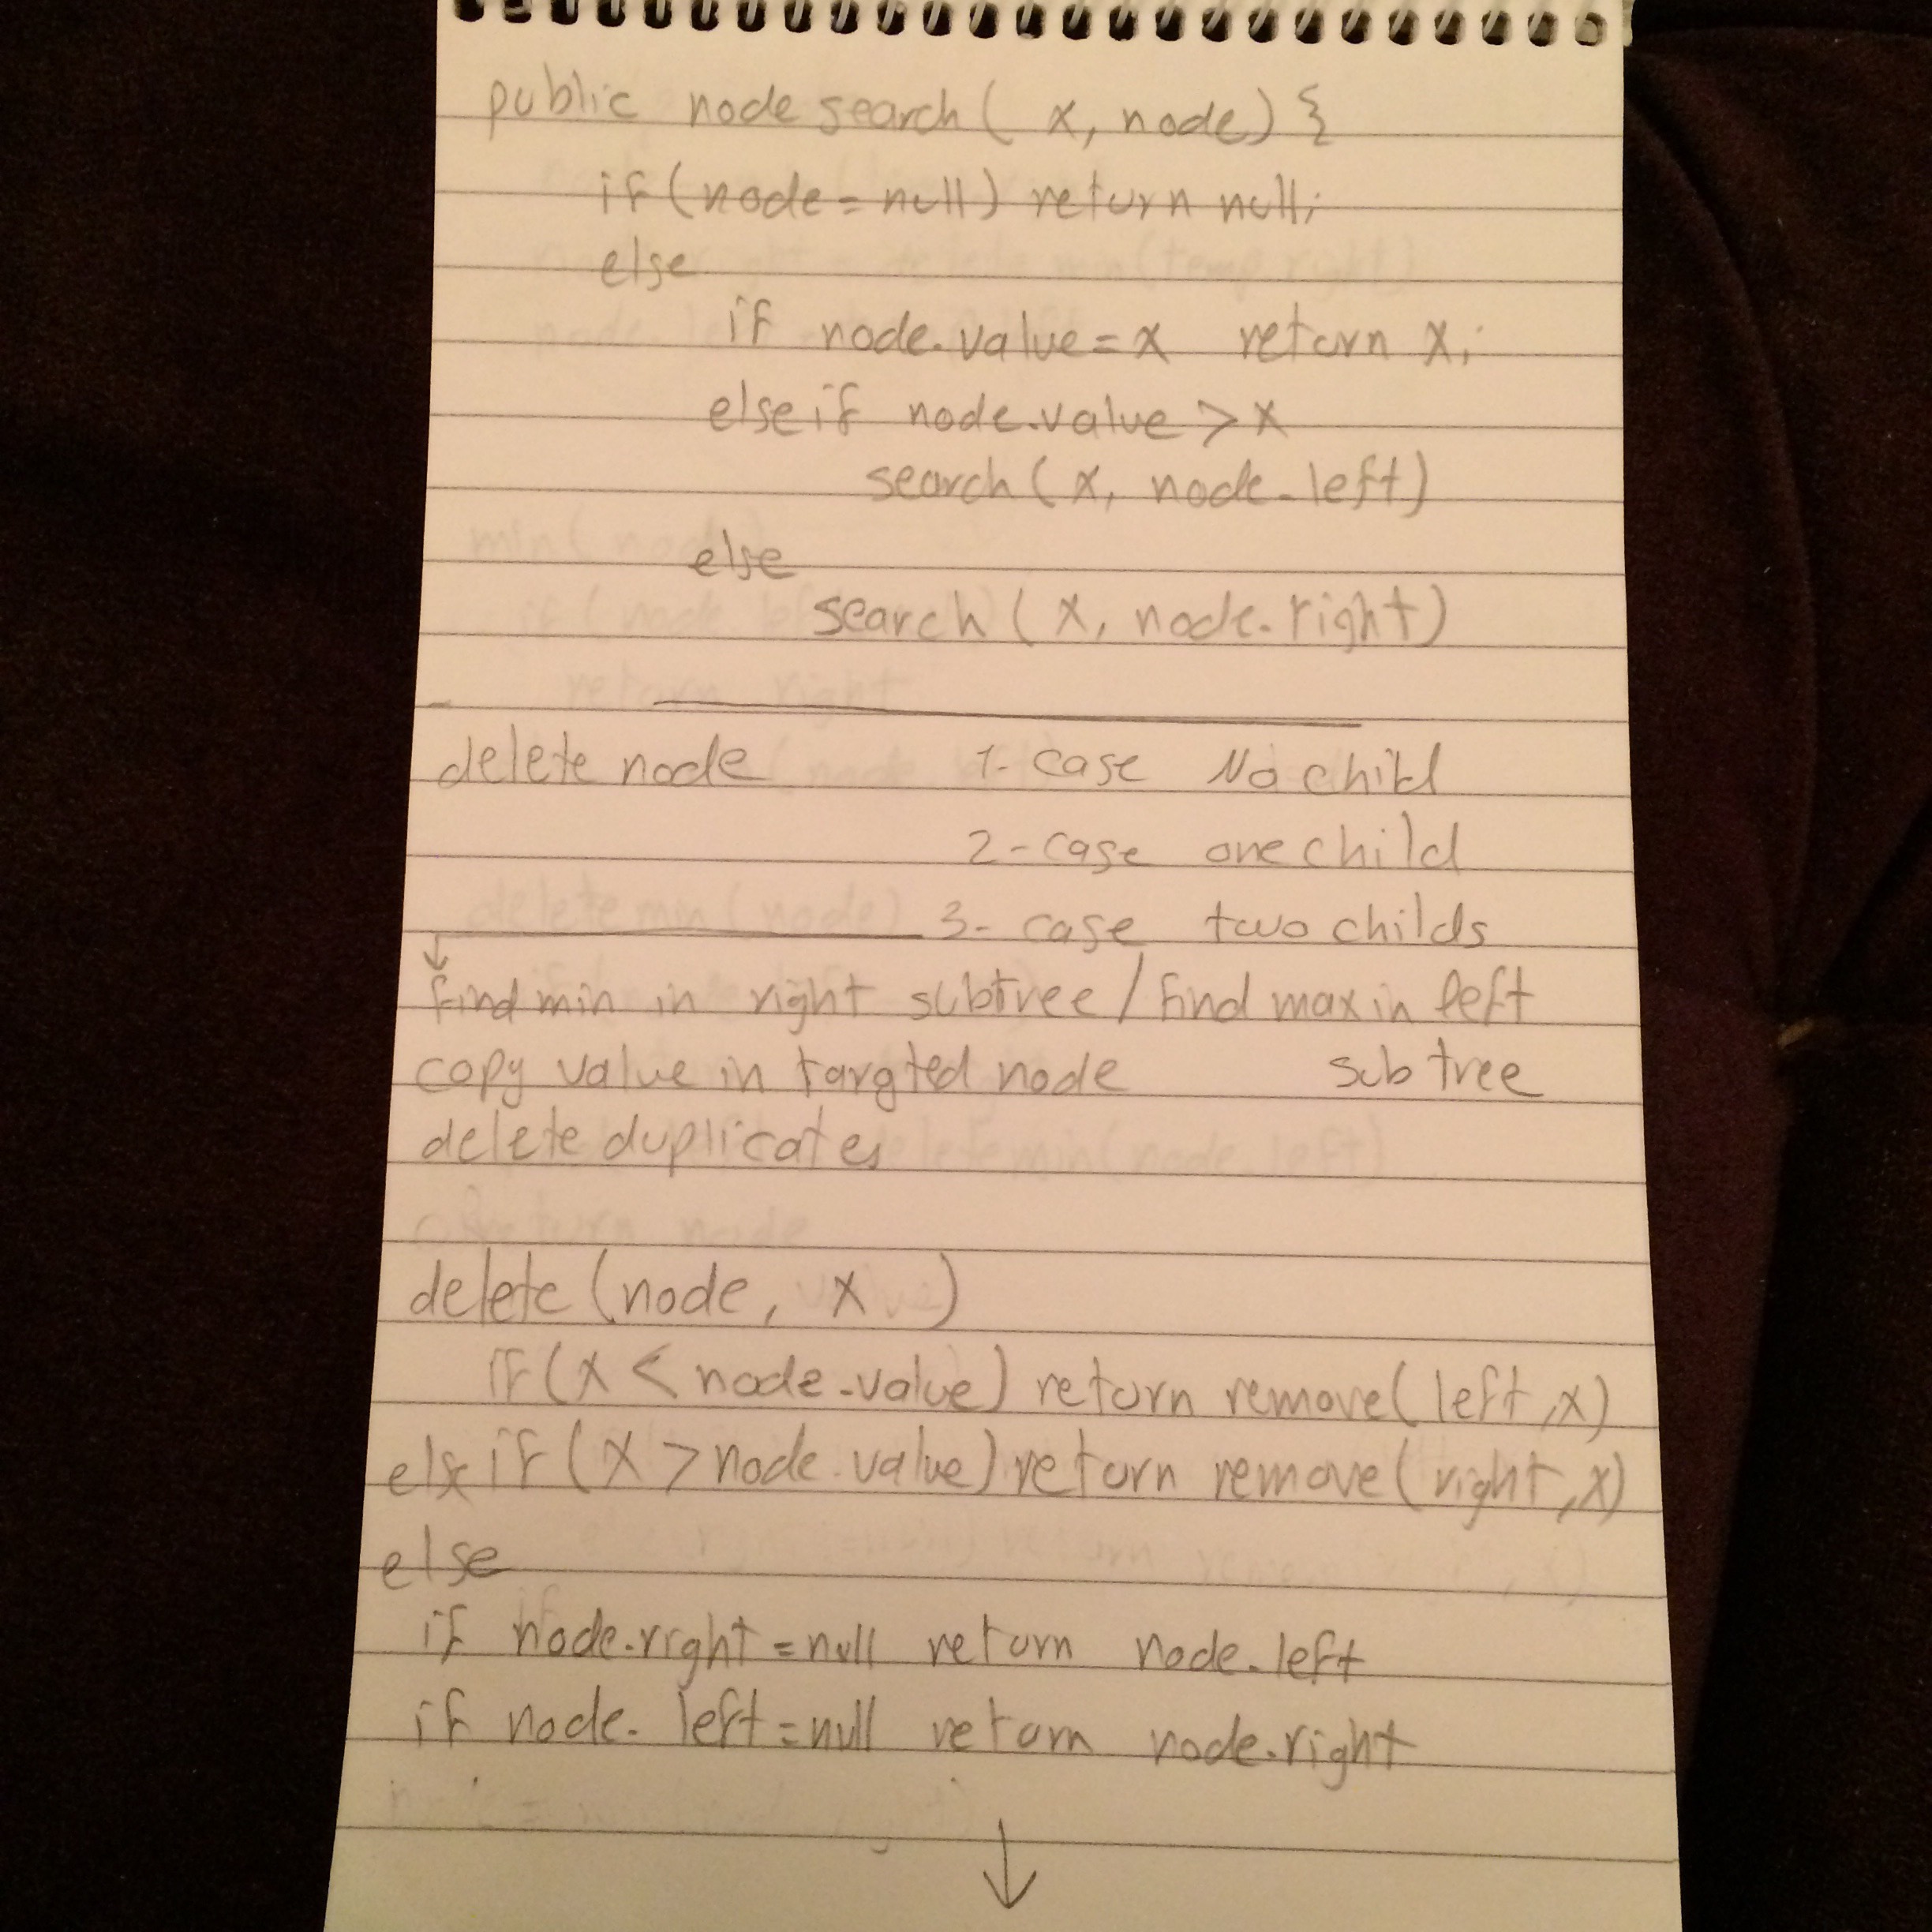 public node search( x, node) {
if(node = null) return null;
else
if node.value = x return x;
else if node.value > x
search( x, node.left)
else
search( x, node.right)
delete node 1- case No child
2- case one child
3- case two childs
↓
find min in right subtree / find max in left
copy value in targted node subtree
delete duplicates
delete (node, x )
if( x < node.value) return remove( left ,x)
else if ( x > node.value) return remove( right ,x)
else
if node.right = null return node.left
if node. left = null return node.right
↓